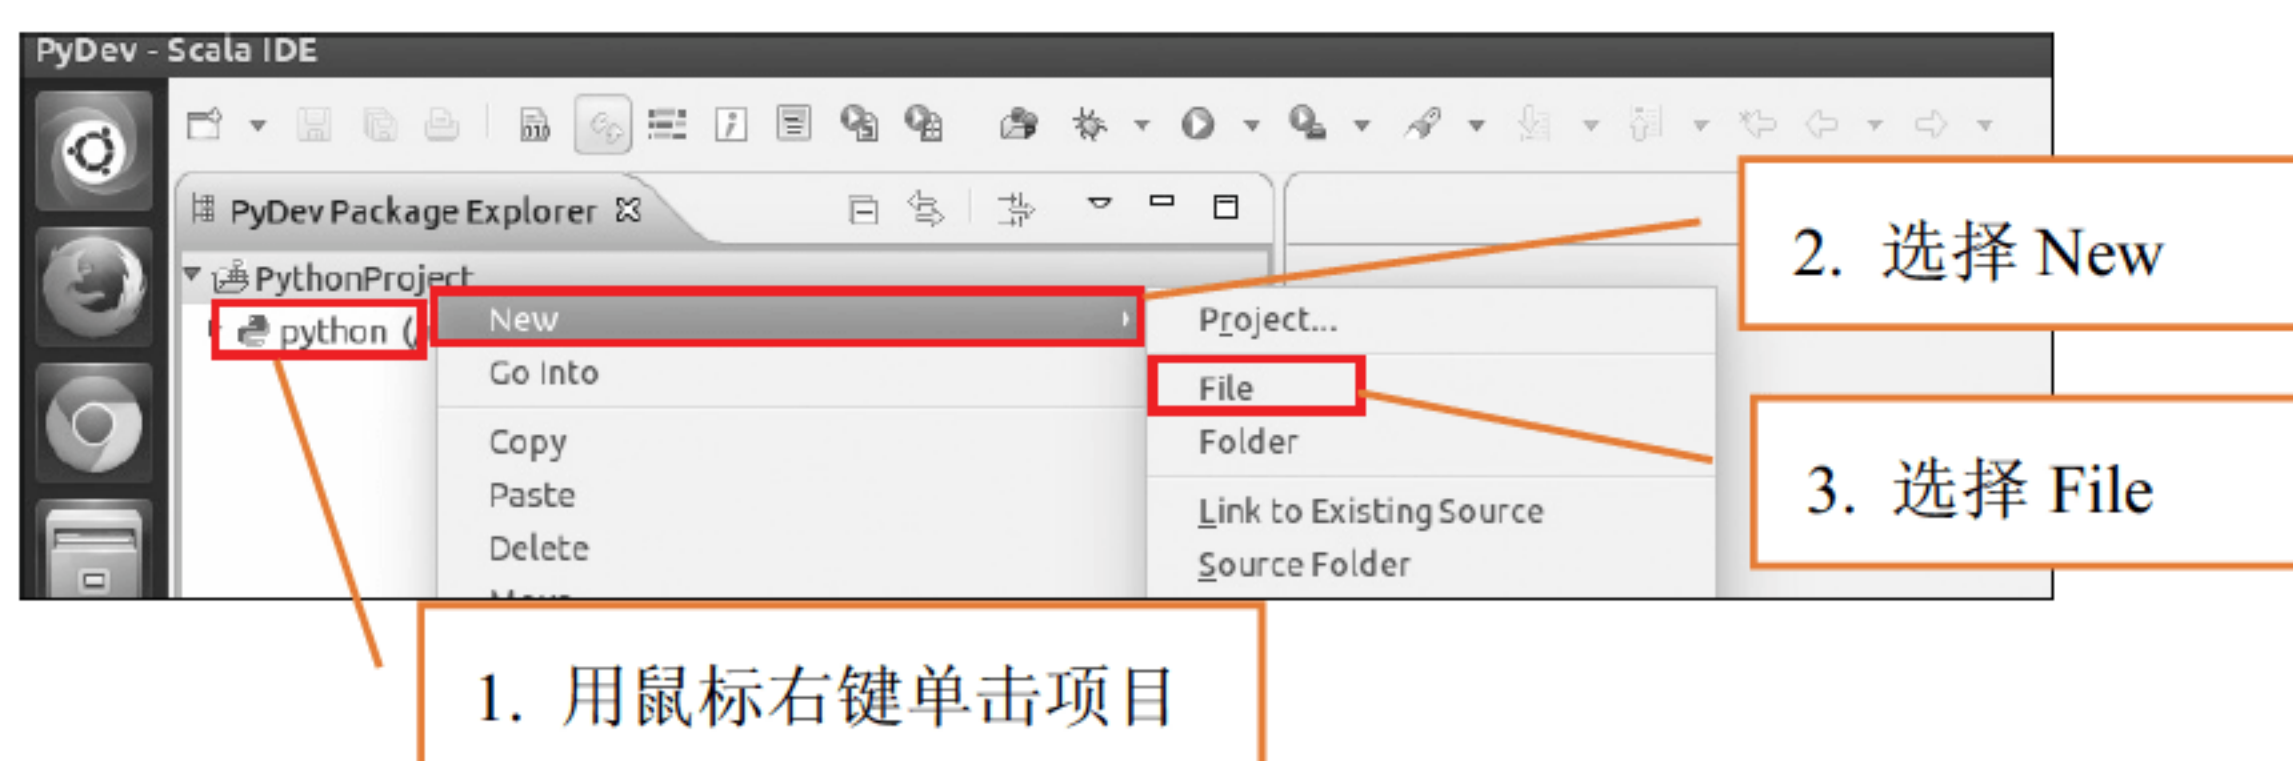 PyDev - Scala IDE
010
PyDev Package Explorer
PythonProject
python (
New
Go Into
Copy
Paste
Delete
Project...
File
Folder
Link to Existing Source
Source Folder
2. 选择 New
3. 选择 File
1. 用鼠标右键单击项目